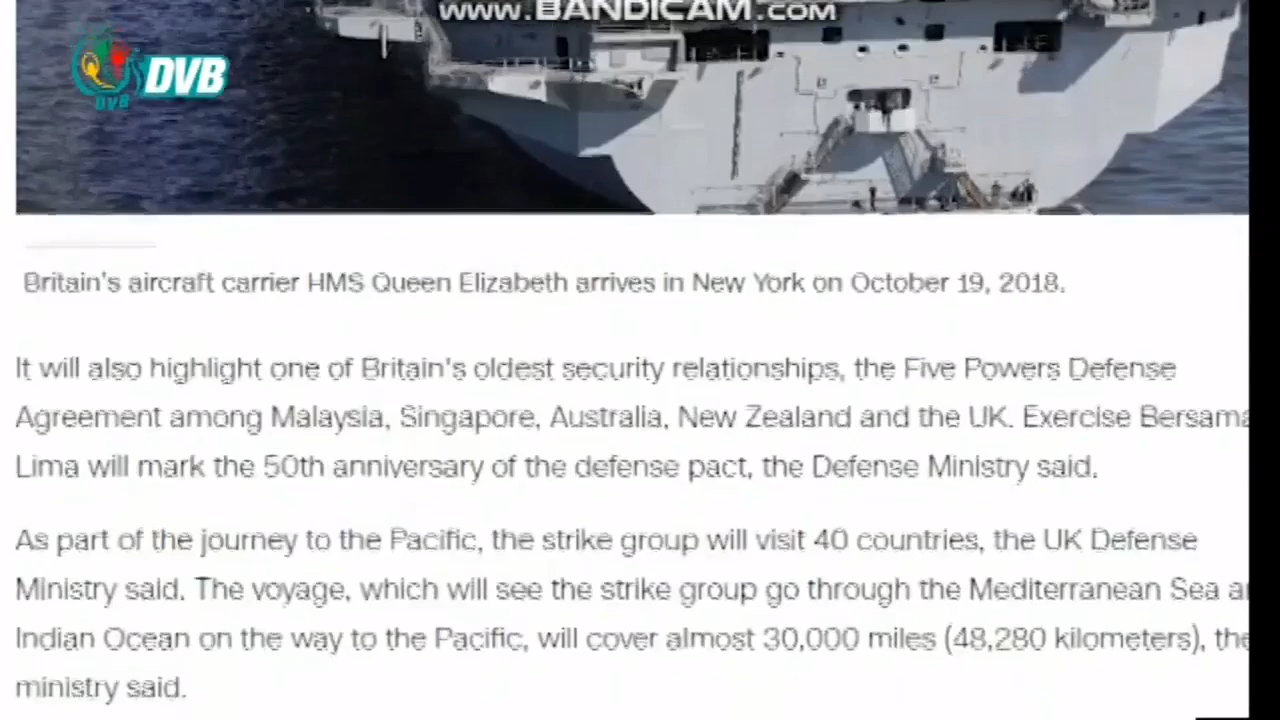 www.BANDICAM.com
DVB
DVB
Britain's aircraft carrier HMS Queen Elizabeth arrives in New York on October 19, 2018.
It will also highlight one of Britain's oldest security relationships, the Five Powers Defense
Agreement among Malaysia, Singapore, Australia, New Zealand and the UK. Exercise Bersama
Lima will mark the 50th anniversary of the defense pact, the Defense Ministry said.
As part of the journey to the Pacific, the strike group will visit 40 countries, the UK Defense
Ministry said. The voyage, which will see the strike group go through the Mediterranean Sea
Indian Ocean on the way to the Pacific, will cover almost 30,000 miles (48,280 kilometers), the
ministry said.